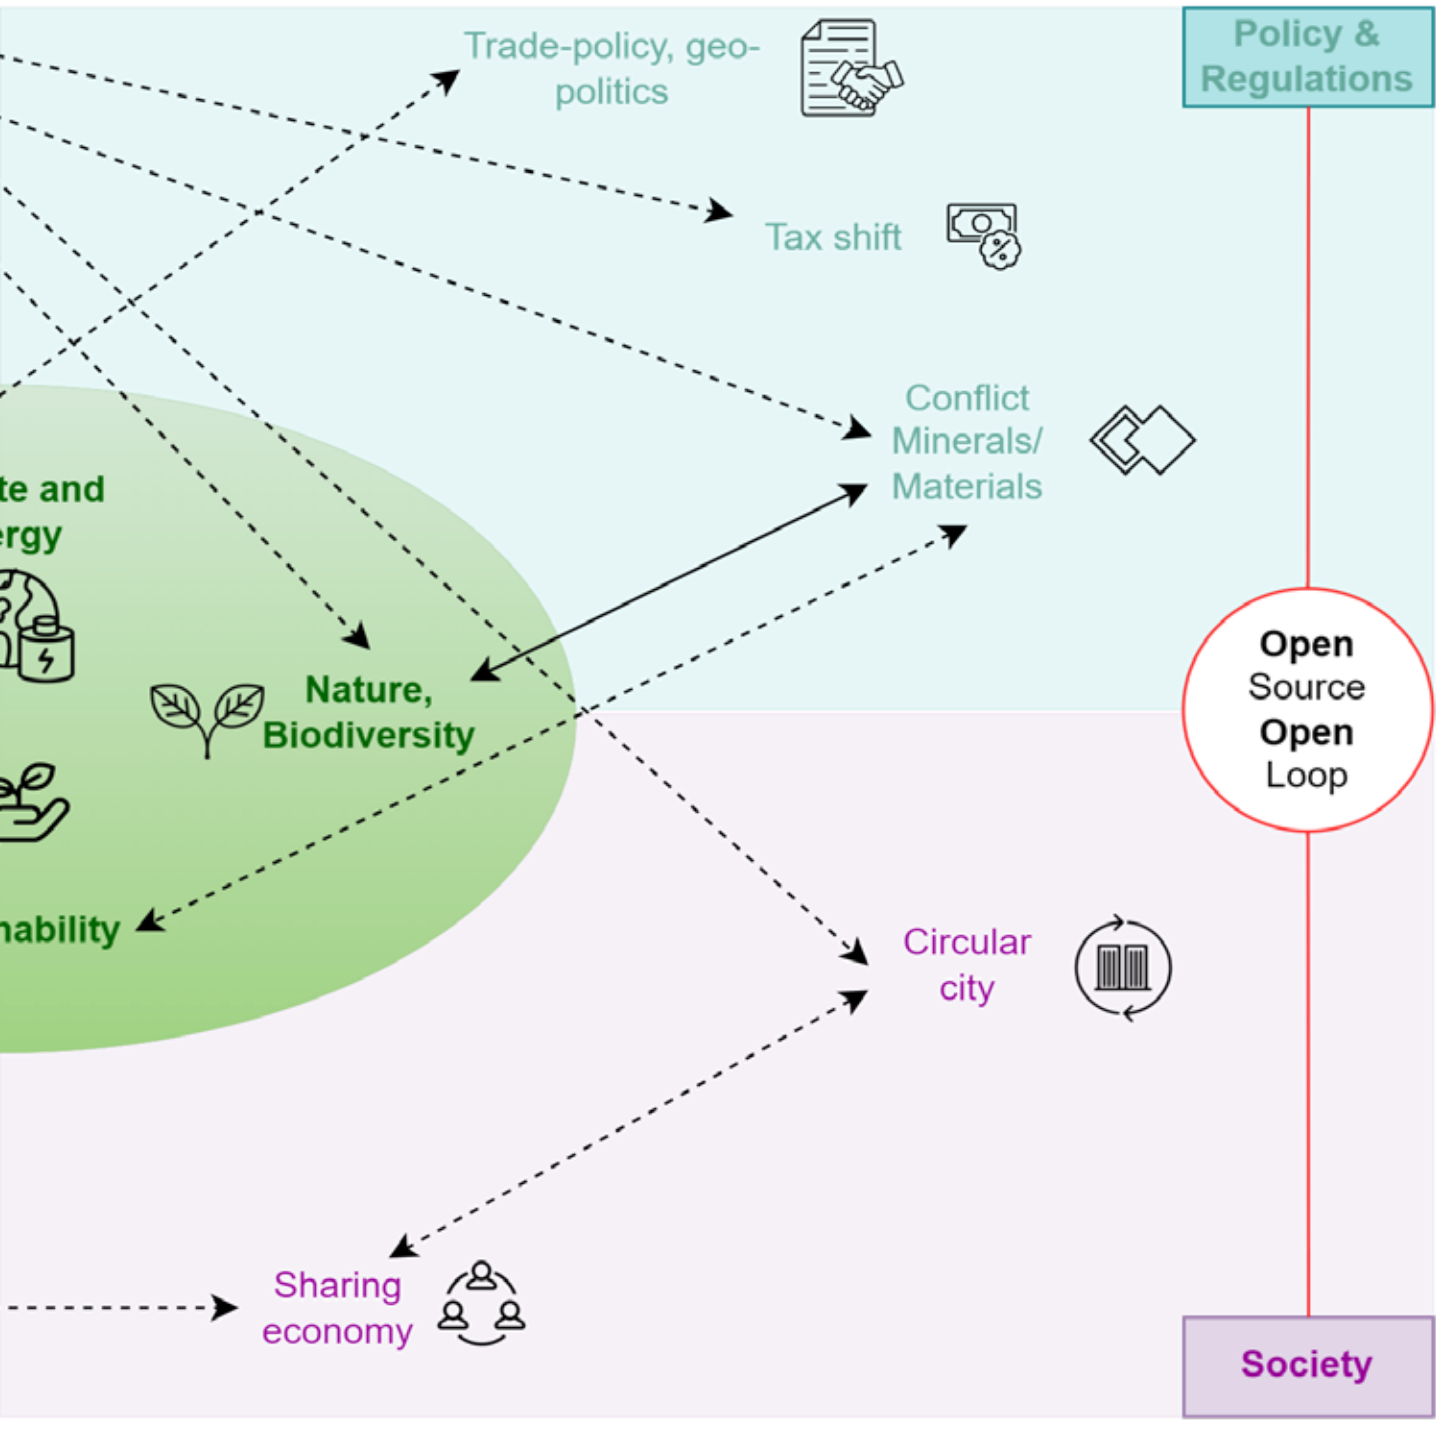 Trade-policy, geo-
politics
Policy &
Regulations
Tax shift
Conflict
Minerals/
Materials
te and
ergy
Open
Source
Open
Loop
Nature,
Biodiversity
nability
Circular
city
Sharing
economy
Society